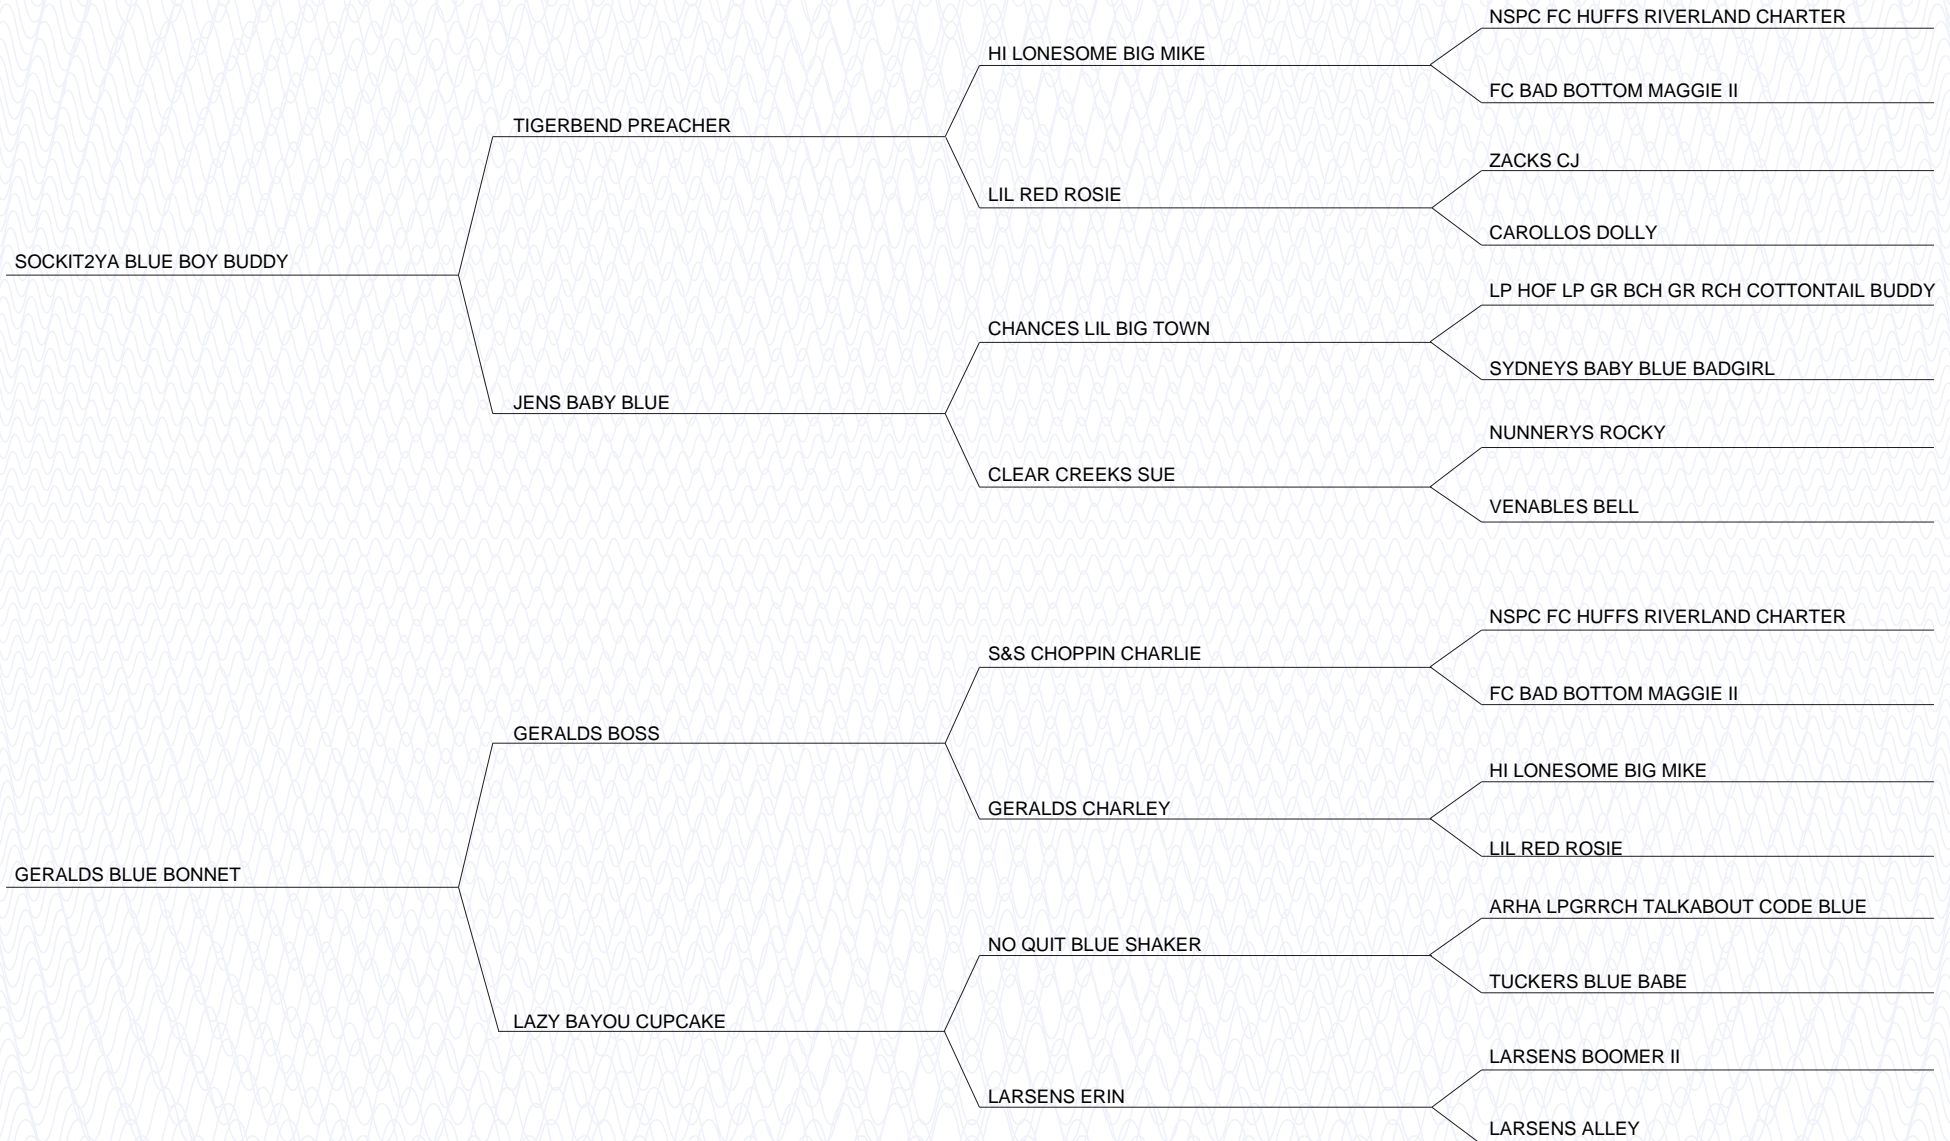 NSPC FC HUFFS RIVERLAND CHARTER
HI LONESOME BIG MIKE
FC BAD BOTTOM MAGGIE II
TIGERBEND PREACHER
ZACKS CJ
LIL RED ROSIE
CAROLLOS DOLLY
SOCKIT2YA BLUE BOY BUDDY
LP HOF LP GR BCH GR RCH COTTONTAIL BUDDY
CHANCES LIL BIG TOWN
SYDNEYS BABY BLUE BADGIRL
JENS BABY BLUE
NUNNERYS ROCKY
CLEAR CREEKS SUE
VENABLES BELL
NSPC FC HUFFS RIVERLAND CHARTER
S&S CHOPPIN CHARLIE
FC BAD BOTTOM MAGGIE II
GERALDS BOSS
HI LONESOME BIG MIKE
GERALDS CHARLEY
LIL RED ROSIE
GERALDS BLUE BONNET
ARHA LPGRRCH TALKABOUT CODE BLUE
NO QUIT BLUE SHAKER
TUCKERS BLUE BABE
LAZY BAYOU CUPCAKE
LARSENS BOOMER II
LARSENS ERIN
LARSENS ALLEY